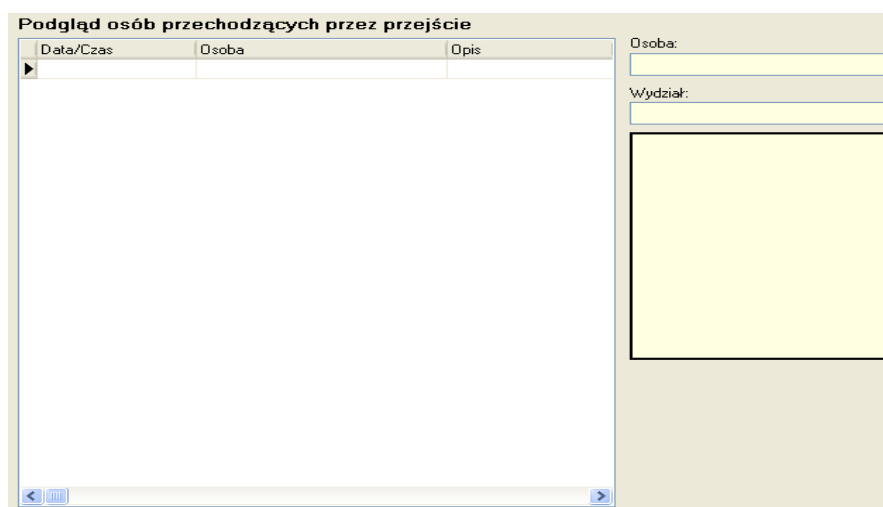 Podgląd osób przechodzących przez przejście
Data/Czas Osoba Opis
Osoba:
Wydział: